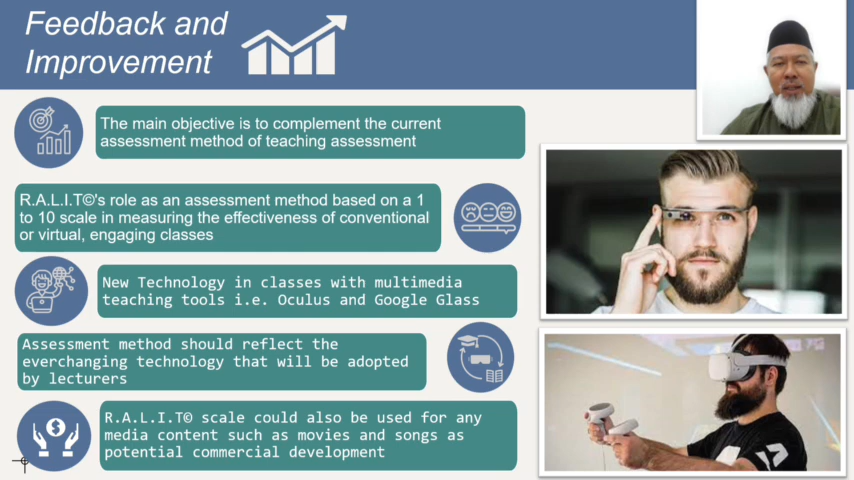 Feedback and
Improvement
The main objective is to complement the current
assessment method of teaching assessment
R.A.L.I.T©'s role as an assessment method based on a 1
to 10 scale in measuring the effectiveness of conventional
or virtual, engaging classes
New Technology in classes with multimedia
teaching tools i.e. Oculus and Google Glass
Assessment method should reflect the
everchanging technology that will be adopted
by lecturers
R.A.L.I.T© scale could also be used for any
media content such as movies and songs as
potential commercial development